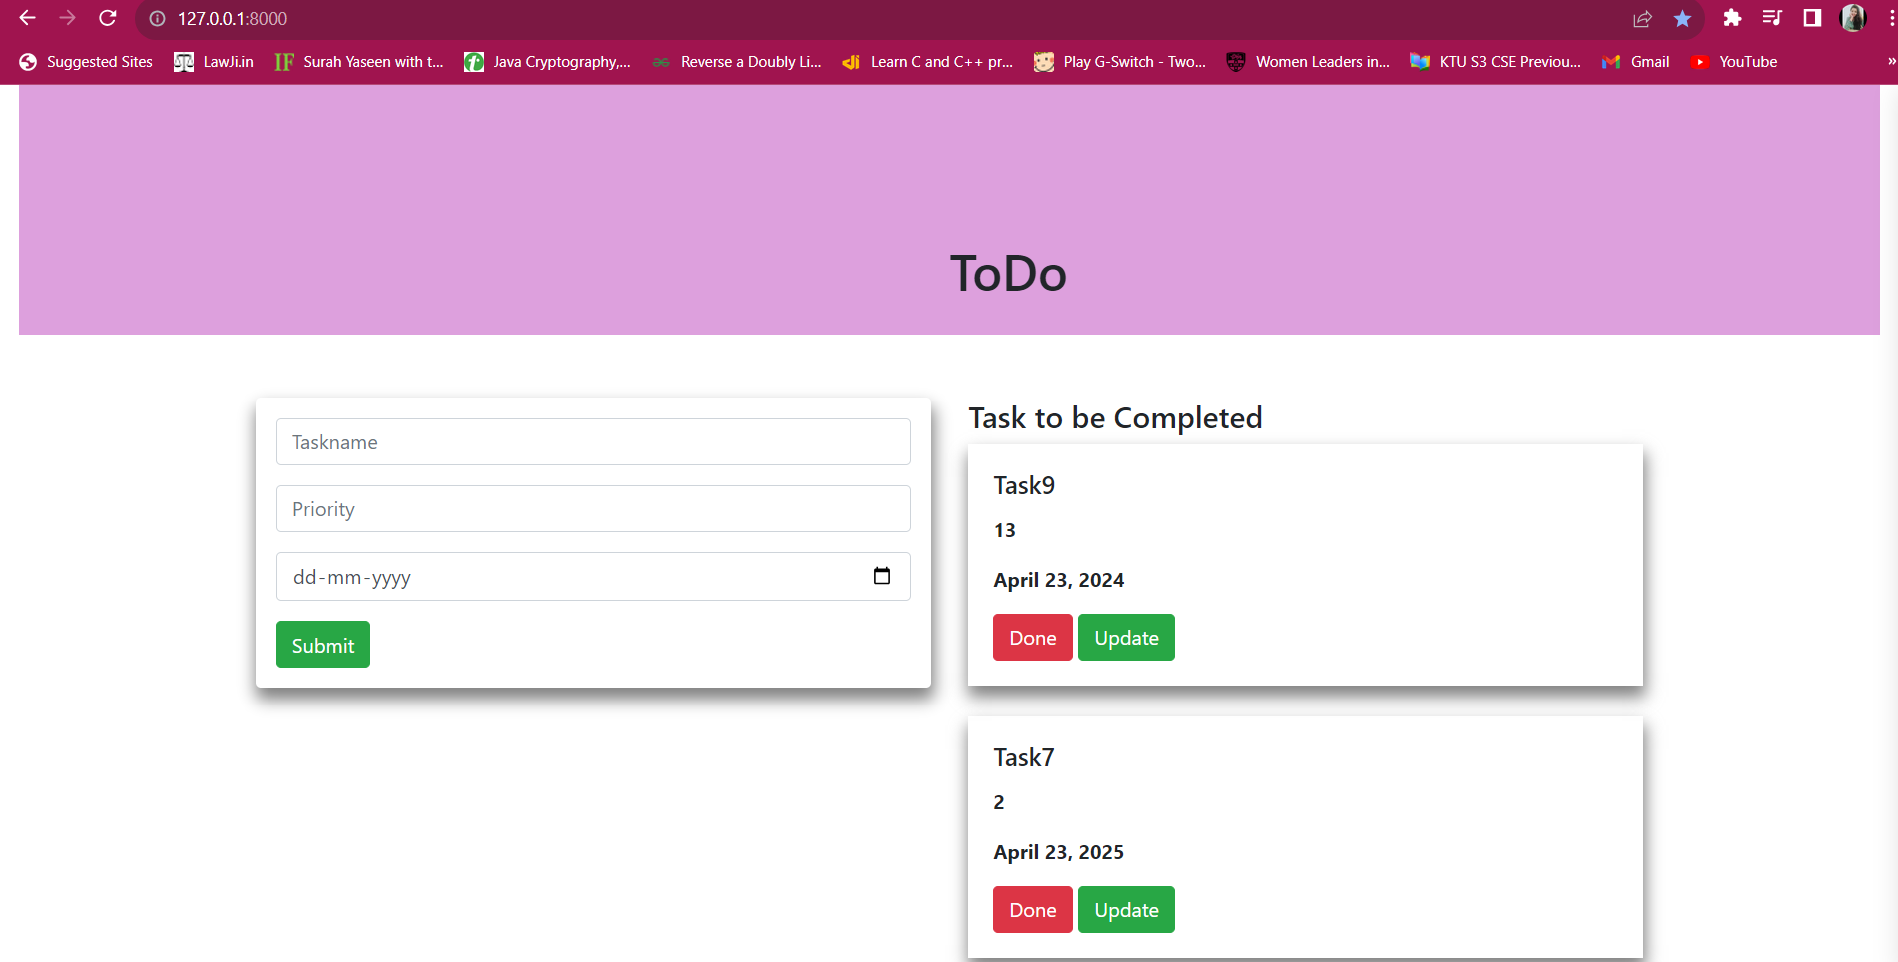 127.0.0.1:8000
Suggested Sites LawJi.in IF Surah Yaseen with t... Java Cryptography,... Reverse a Doubly Li... Learn C and C++ pr... Play G-Switch - Two... Women Leaders in... KTU S3 CSE Previou... Gmail YouTube »
ToDo
Taskname
Priority
dd-mm-yyyy
Submit
Task to be Completed
Task9
13
April 23, 2024
Done Update
Task7
2
April 23, 2025
Done Update